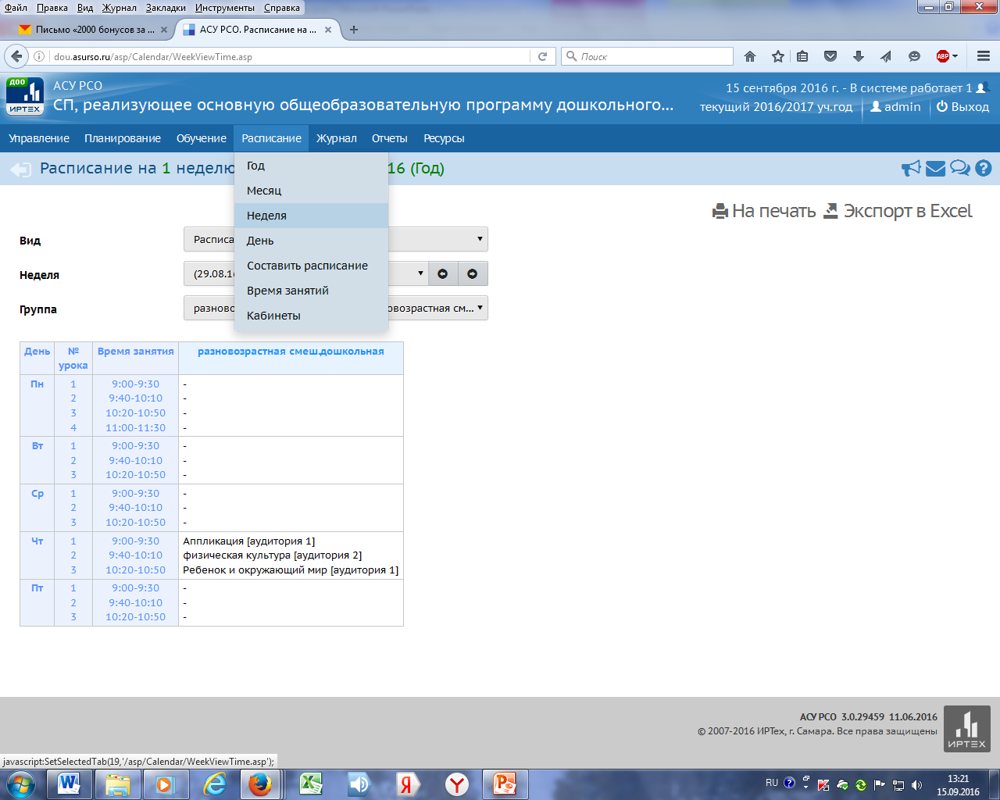 Файл Правка Вид Журнал Закладки Инструменты Справка
Письмо «2000 бонусов за ...
АСУ РСО. Расписание на ...
dou.asurso.ru/asp/Calendar/WeekViewTime.asp
Поиск
ABP
ДОО
ИРТЕХ
АСУ РСО
СП, реализующее основную общеобразовательную программу дошкольного...
15 сентября 2016 г. - В системе работает 1
текущий 2016/2017 уч.год admin Выход
Управление Планирование Обучение Расписание Журнал Отчеты Ресурсы
Расписание на 1 неделю 16 (Год)
Год
Месяц
Неделя
День
Составить расписание
Время занятий
Кабинеты
На печать Экспорт в Excel
Вид
Неделя (29.08.1
Группа
День № урока Время занятия разновозрастная смеш.дошкольная
Пн 1 9:00-9:30 -
2 9:40-10:10 -
3 10:20-10:50 -
4 11:00-11:30 -
Вт 1 9:00-9:30 -
2 9:40-10:10 -
3 10:20-10:50 -
Ср 1 9:00-9:30 -
2 9:40-10:10 -
3 10:20-10:50 -
Чт 1 9:00-9:30 Аппликация [аудитория 1]
2 9:40-10:10 физическая культура [аудитория 2]
3 10:20-10:50 Ребенок и окружающий мир [аудитория 1]
Пт 1 9:00-9:30 -
2 9:40-10:10 -
3 10:20-10:50 -
АСУ РСО 3.0.29459 11.06.2016
© 2007-2016 ИРТех, г. Самара. Все права защищены
ИРТЕХ
javascript:SetSelectedTab(19,'/asp/Calendar/WeekViewTime.asp');
RU
13:21
15.09.2016